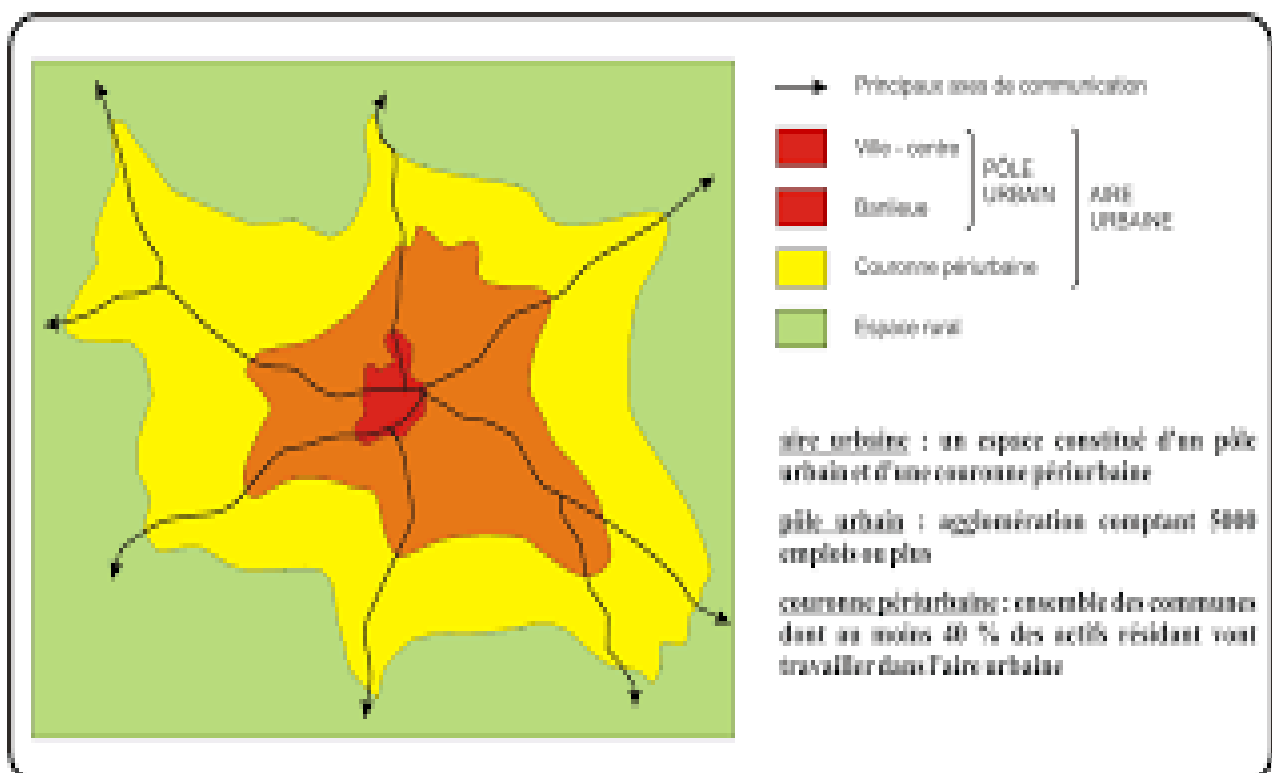 Principaux axes de communication
Ville - centre
PÔLE
URBAIN
Banlieue
AIRE
URBAINE
Couronne périurbaine
Espace rural
aire urbaine : un espace constitué d'un pôle
urbain et d'une couronne périurbaine
pôle urbain : agglomération comptant 5000
emplois ou plus
couronne périurbaine : ensemble des communes
dont au moins 40 % des actifs résidant vont
travailler dans l'aire urbaine